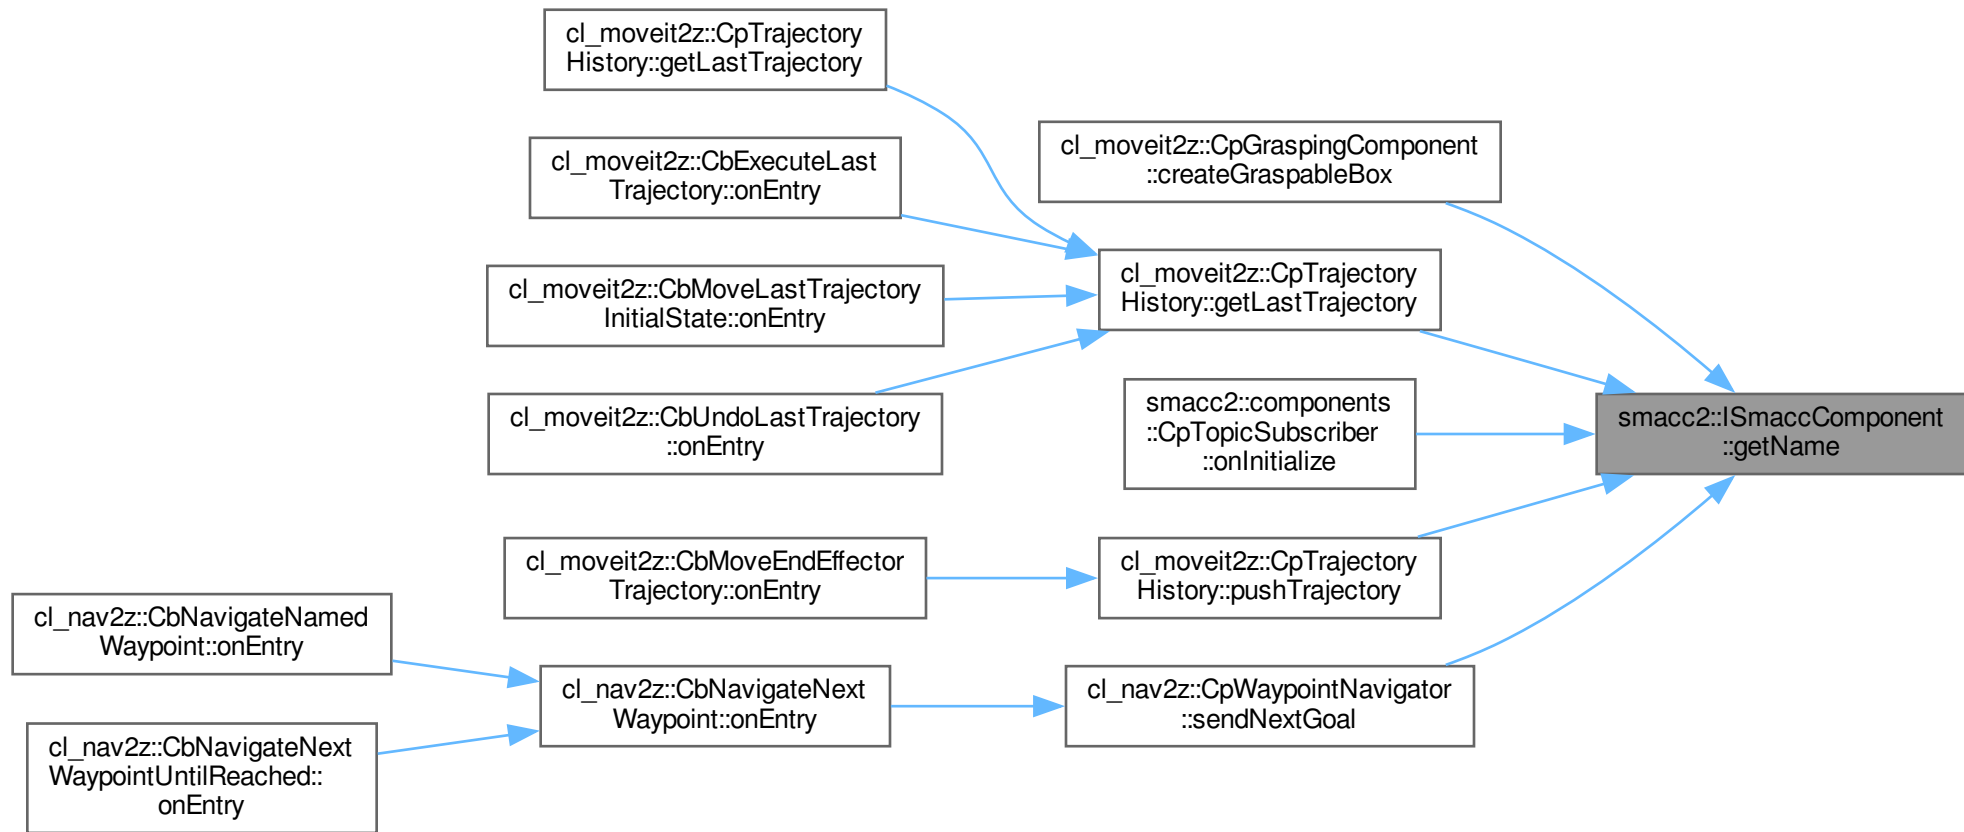 cl_moveit2z::CpTrajectory
History::getLastTrajectory
cl_moveit2z::CbExecuteLast
Trajectory::onEntry
cl_moveit2z::CbMoveLastTrajectory
InitialState::onEntry
cl_moveit2z::CbUndoLastTrajectory
::onEntry
cl_moveit2z::CbMoveEndEffector
Trajectory::onEntry
cl_nav2z::CbNavigateNamed
Waypoint::onEntry
cl_nav2z::CbNavigateNext
WaypointUntilReached::
onEntry
cl_nav2z::CbNavigateNext
Waypoint::onEntry
cl_moveit2z::CpGraspingComponent
::createGraspableBox
cl_moveit2z::CpTrajectory
History::getLastTrajectory
smacc2::components
::CpTopicSubscriber
::onInitialize
cl_moveit2z::CpTrajectory
History::pushTrajectory
cl_nav2z::CpWaypointNavigator
::sendNextGoal
smacc2::ISmaccComponent
::getName